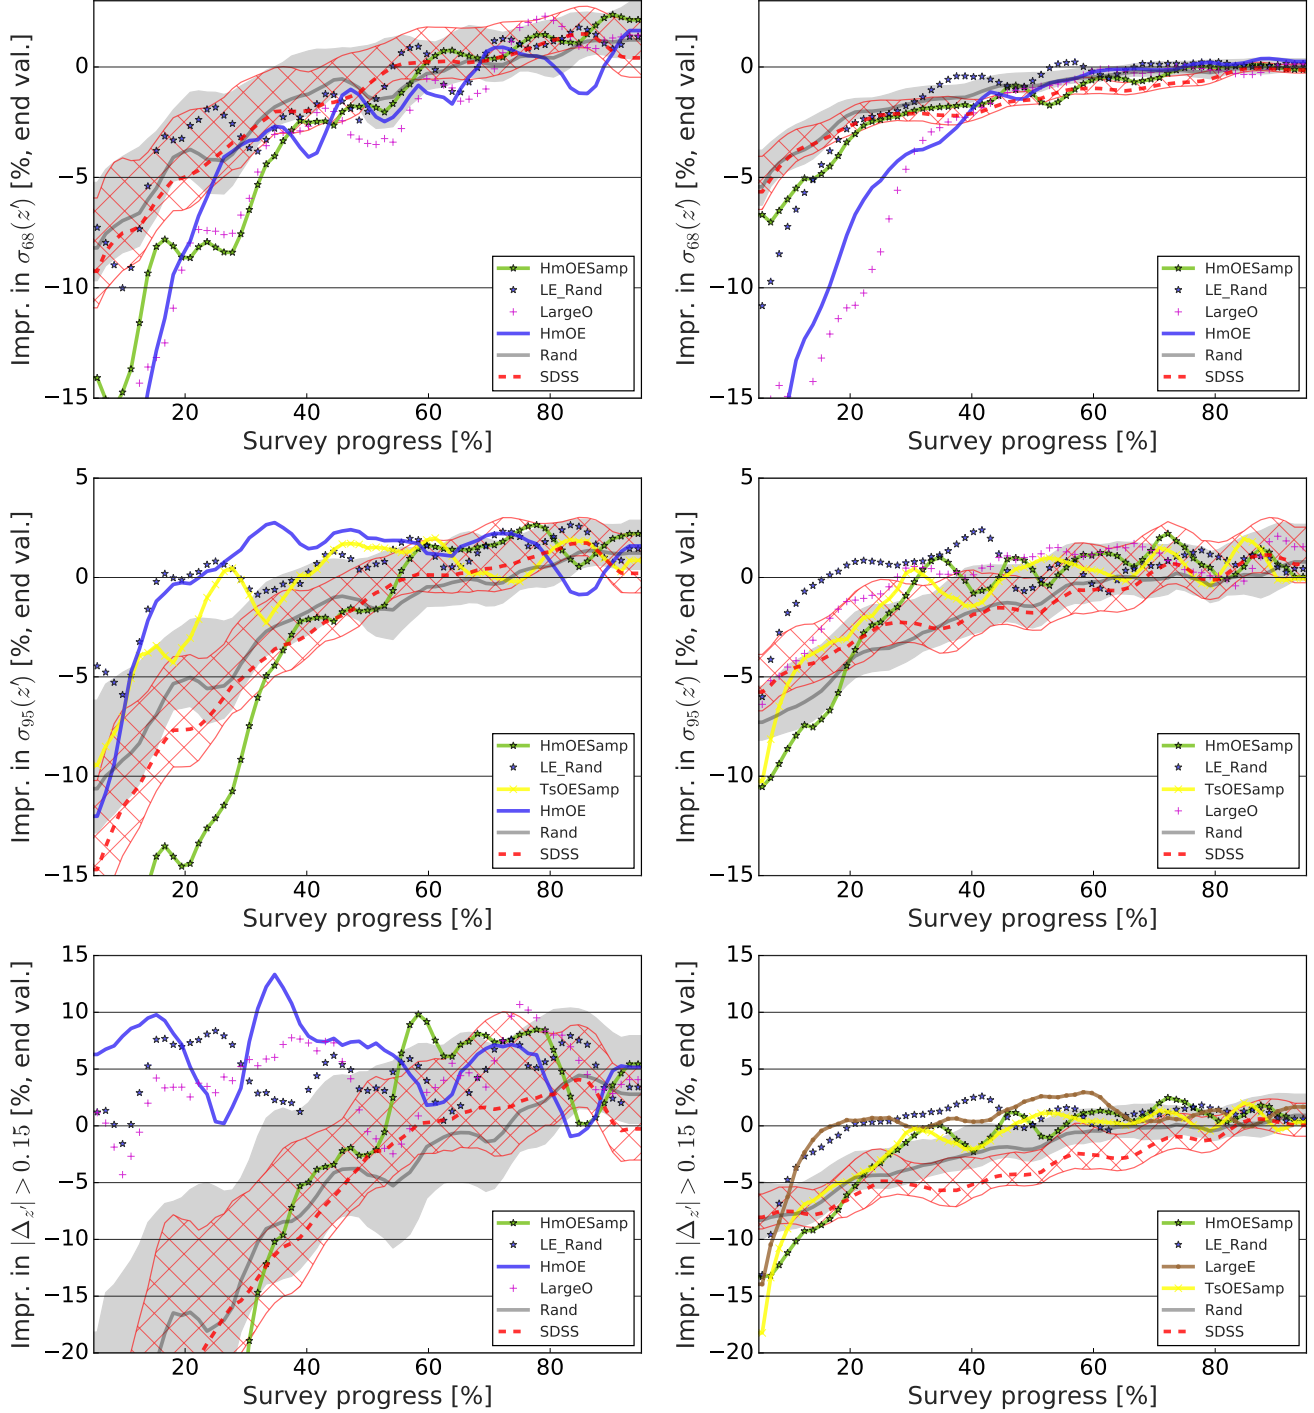 Impr. in σ₆₈(z′) [%, end val.]
0
−5
−10
−15
20 40 60 80
Survey progress [%]
HmOESamp
LE_Rand
LargeO
HmOE
Rand
SDSS
Impr. in σ₆₈(z′) [%, end val.]
0
−5
−10
−15
20 40 60 80
Survey progress [%]
HmOESamp
LE_Rand
LargeO
HmOE
Rand
SDSS
Impr. in σ₉₅(z′) [%, end val.]
5
0
−5
−10
−15
20 40 60 80
Survey progress [%]
HmOESamp
LE_Rand
TsOESamp
HmOE
Rand
SDSS
Impr. in σ₉₅(z′) [%, end val.]
5
0
−5
−10
−15
20 40 60 80
Survey progress [%]
HmOESamp
LE_Rand
TsOESamp
LargeO
Rand
SDSS
Impr. in |Δ_z′| > 0.15 [%, end val.]
15
10
5
0
−5
−10
−15
−20
20 40 60 80
Survey progress [%]
HmOESamp
LE_Rand
HmOE
LargeO
Rand
SDSS
Impr. in |Δ_z′| > 0.15 [%, end val.]
15
10
5
0
−5
−10
−15
−20
20 40 60 80
Survey progress [%]
HmOESamp
LE_Rand
LargeE
TsOESamp
Rand
SDSS